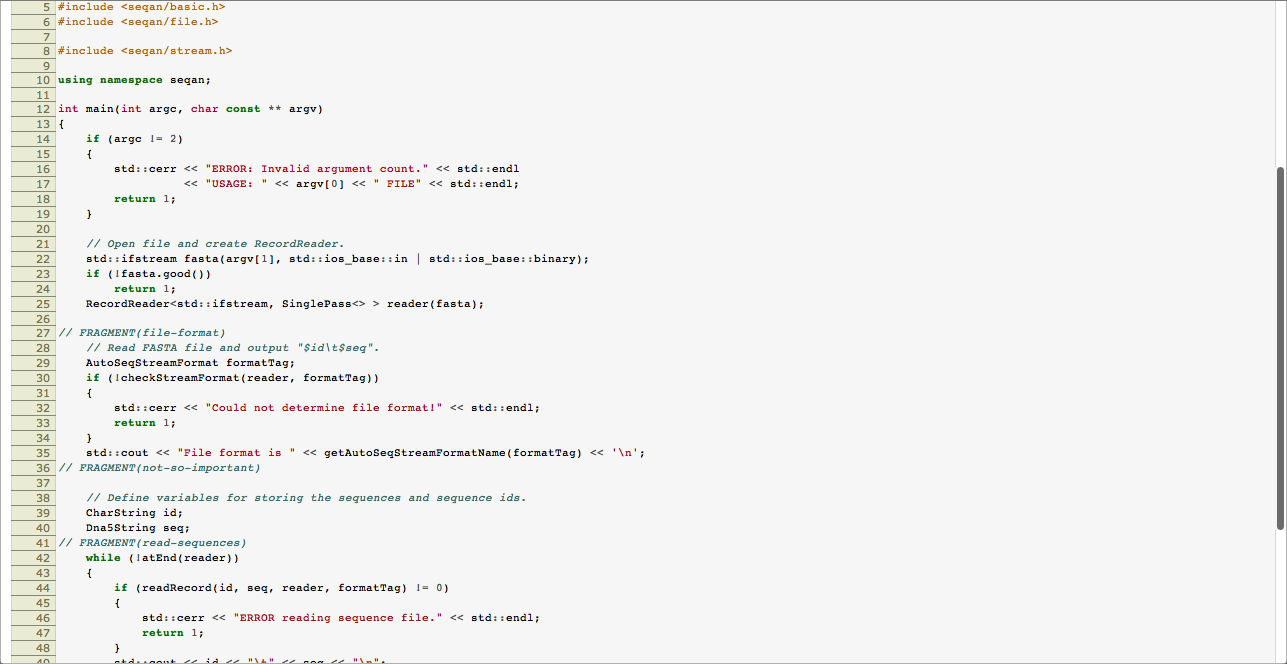 5 #include <seqan/basic.h>
6 #include <seqan/file.h>
7
8 #include <seqan/stream.h>
9
10 using namespace seqan;
11
12 int main(int argc, char const ** argv)
13 {
14     if (argc != 2)
15     {
16         std::cerr << "ERROR: Invalid argument count." << std::endl
17                   << "USAGE: " << argv[0] << " FILE" << std::endl;
18         return 1;
19     }
20
21     // Open file and create RecordReader.
22     std::ifstream fasta(argv[1], std::ios_base::in | std::ios_base::binary);
23     if (!fasta.good())
24         return 1;
25     RecordReader<std::ifstream, SinglePass<> > reader(fasta);
26
27 // FRAGMENT(file-format)
28     // Read FASTA file and output "$id\t$seq".
29     AutoSeqStreamFormat formatTag;
30     if (!checkStreamFormat(reader, formatTag))
31     {
32         std::cerr << "Could not determine file format!" << std::endl;
33         return 1;
34     }
35     std::cout << "File format is " << getAutoSeqStreamFormatName(formatTag) << '\n';
36 // FRAGMENT(not-so-important)
37
38     // Define variables for storing the sequences and sequence ids.
39     CharString id;
40     Dna5String seq;
41 // FRAGMENT(read-sequences)
42     while (!atEnd(reader))
43     {
44         if (readRecord(id, seq, reader, formatTag) != 0)
45         {
46             std::cerr << "ERROR reading sequence file." << std::endl;
47             return 1;
48         }
49         std::cout << id << "\t" << seq << "\n";